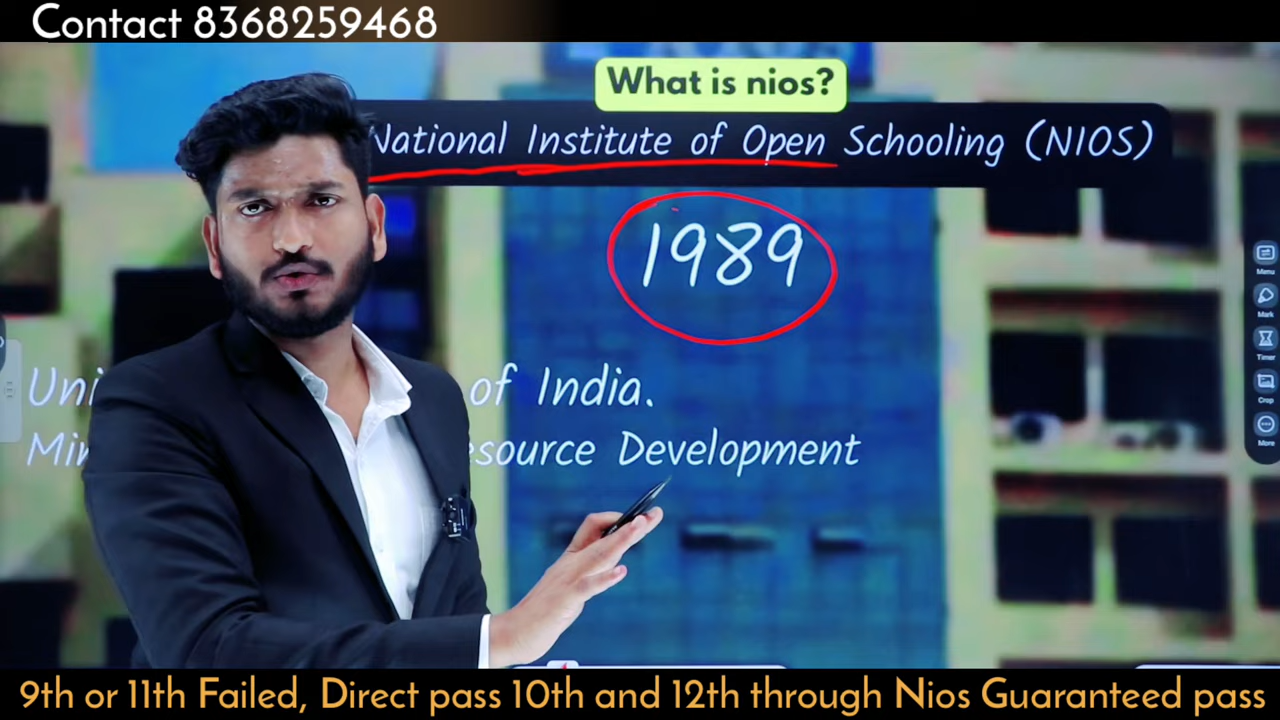 Contact 8368259468
What is nios?
National Institute of Open Schooling (NIOS)
1989
of India.
Development
Menu
Mark
Timer
Crop
More
9th or 11th Failed, Direct pass 10th and 12th through Nios Guaranteed pass